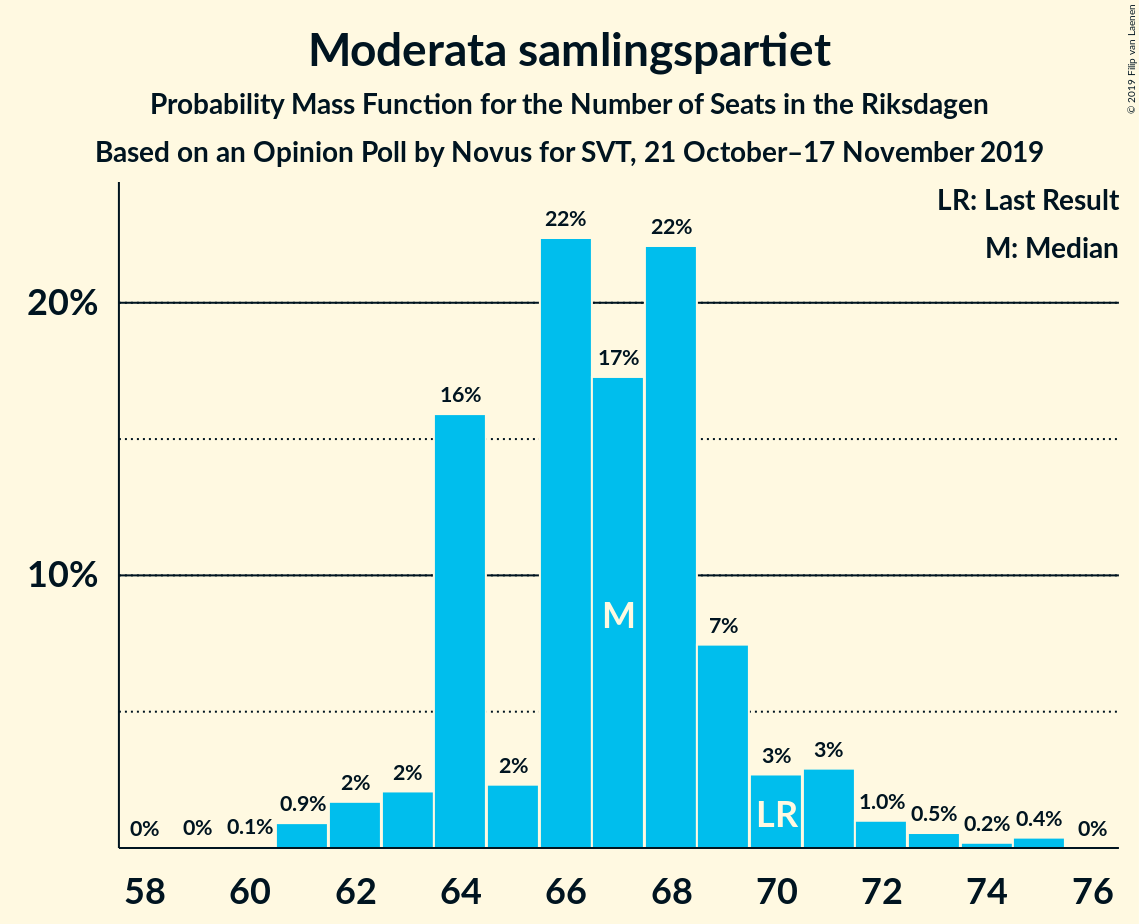 Moderata samlingspartiet
Probability Mass Function for the Number of Seats in the Riksdagen
Based on an Opinion Poll by Novus for SVT, 21 October–17 November 2019
© 2019 Filip van Laenen
LR: Last Result
M: Median
20%
10%
0%
0%
0.1%
0.9%
2%
2%
16%
2%
22%
17%
22%
7%
3%
3%
1.0%
0.5%
0.2%
0.4%
0%
M
LR
58 60 62 64 66 68 70 72 74 76